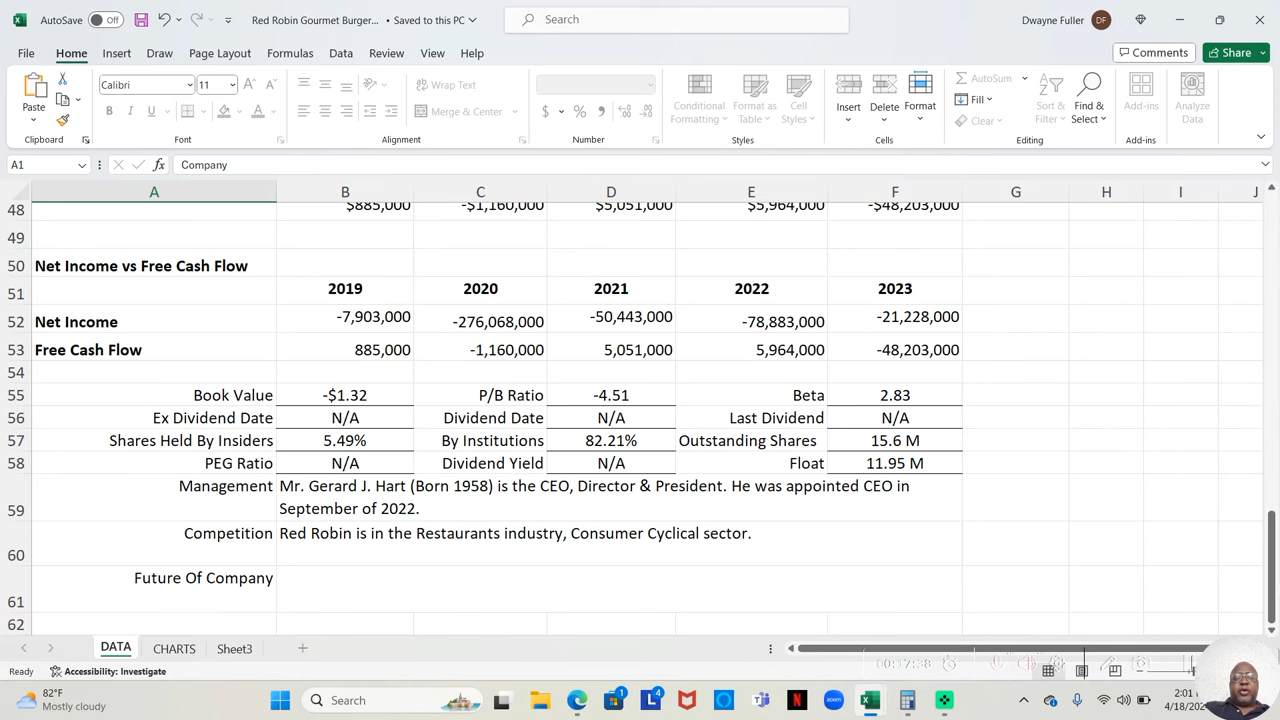 AutoSave Off Red Robin Gourmet Burger... • Saved to this PC Search Dwayne Fuller DF
File Home Insert Draw Page Layout Formulas Data Review View Help Comments Share
Paste Calibri 11 Wrap Text Conditional Format as Cell Insert Delete Format AutoSum Sort & Find & Add-ins Analyze
B I U Merge & Center $ % 9 Formatting Table Styles Fill Clear Filter Select Data
Clipboard Font Alignment Number Styles Cells Editing Add-ins
A1 fx Company
A B C D E F G H I J
48 $885,000 -$1,160,000 $5,051,000 $5,964,000 -$48,203,000
49
50 Net Income vs Free Cash Flow
51 2019 2020 2021 2022 2023
52 Net Income -7,903,000 -276,068,000 -50,443,000 -78,883,000 -21,228,000
53 Free Cash Flow 885,000 -1,160,000 5,051,000 5,964,000 -48,203,000
54
55 Book Value -$1.32 P/B Ratio -4.51 Beta 2.83
56 Ex Dividend Date N/A Dividend Date N/A Last Dividend N/A
57 Shares Held By Insiders 5.49% By Institutions 82.21% Outstanding Shares 15.6 M
58 PEG Ratio N/A Dividend Yield N/A Float 11.95 M
Management Mr. Gerard J. Hart (Born 1958) is the CEO, Director & President. He was appointed CEO in
59 September of 2022.
Competition Red Robin is in the Restaurants industry, Consumer Cyclical sector.
60
Future Of Company
61
62
DATA CHARTS Sheet3
Ready Accessibility: Investigate 00:17:38
82°F Search 1 4 2:01
Mostly cloudy 4/18/